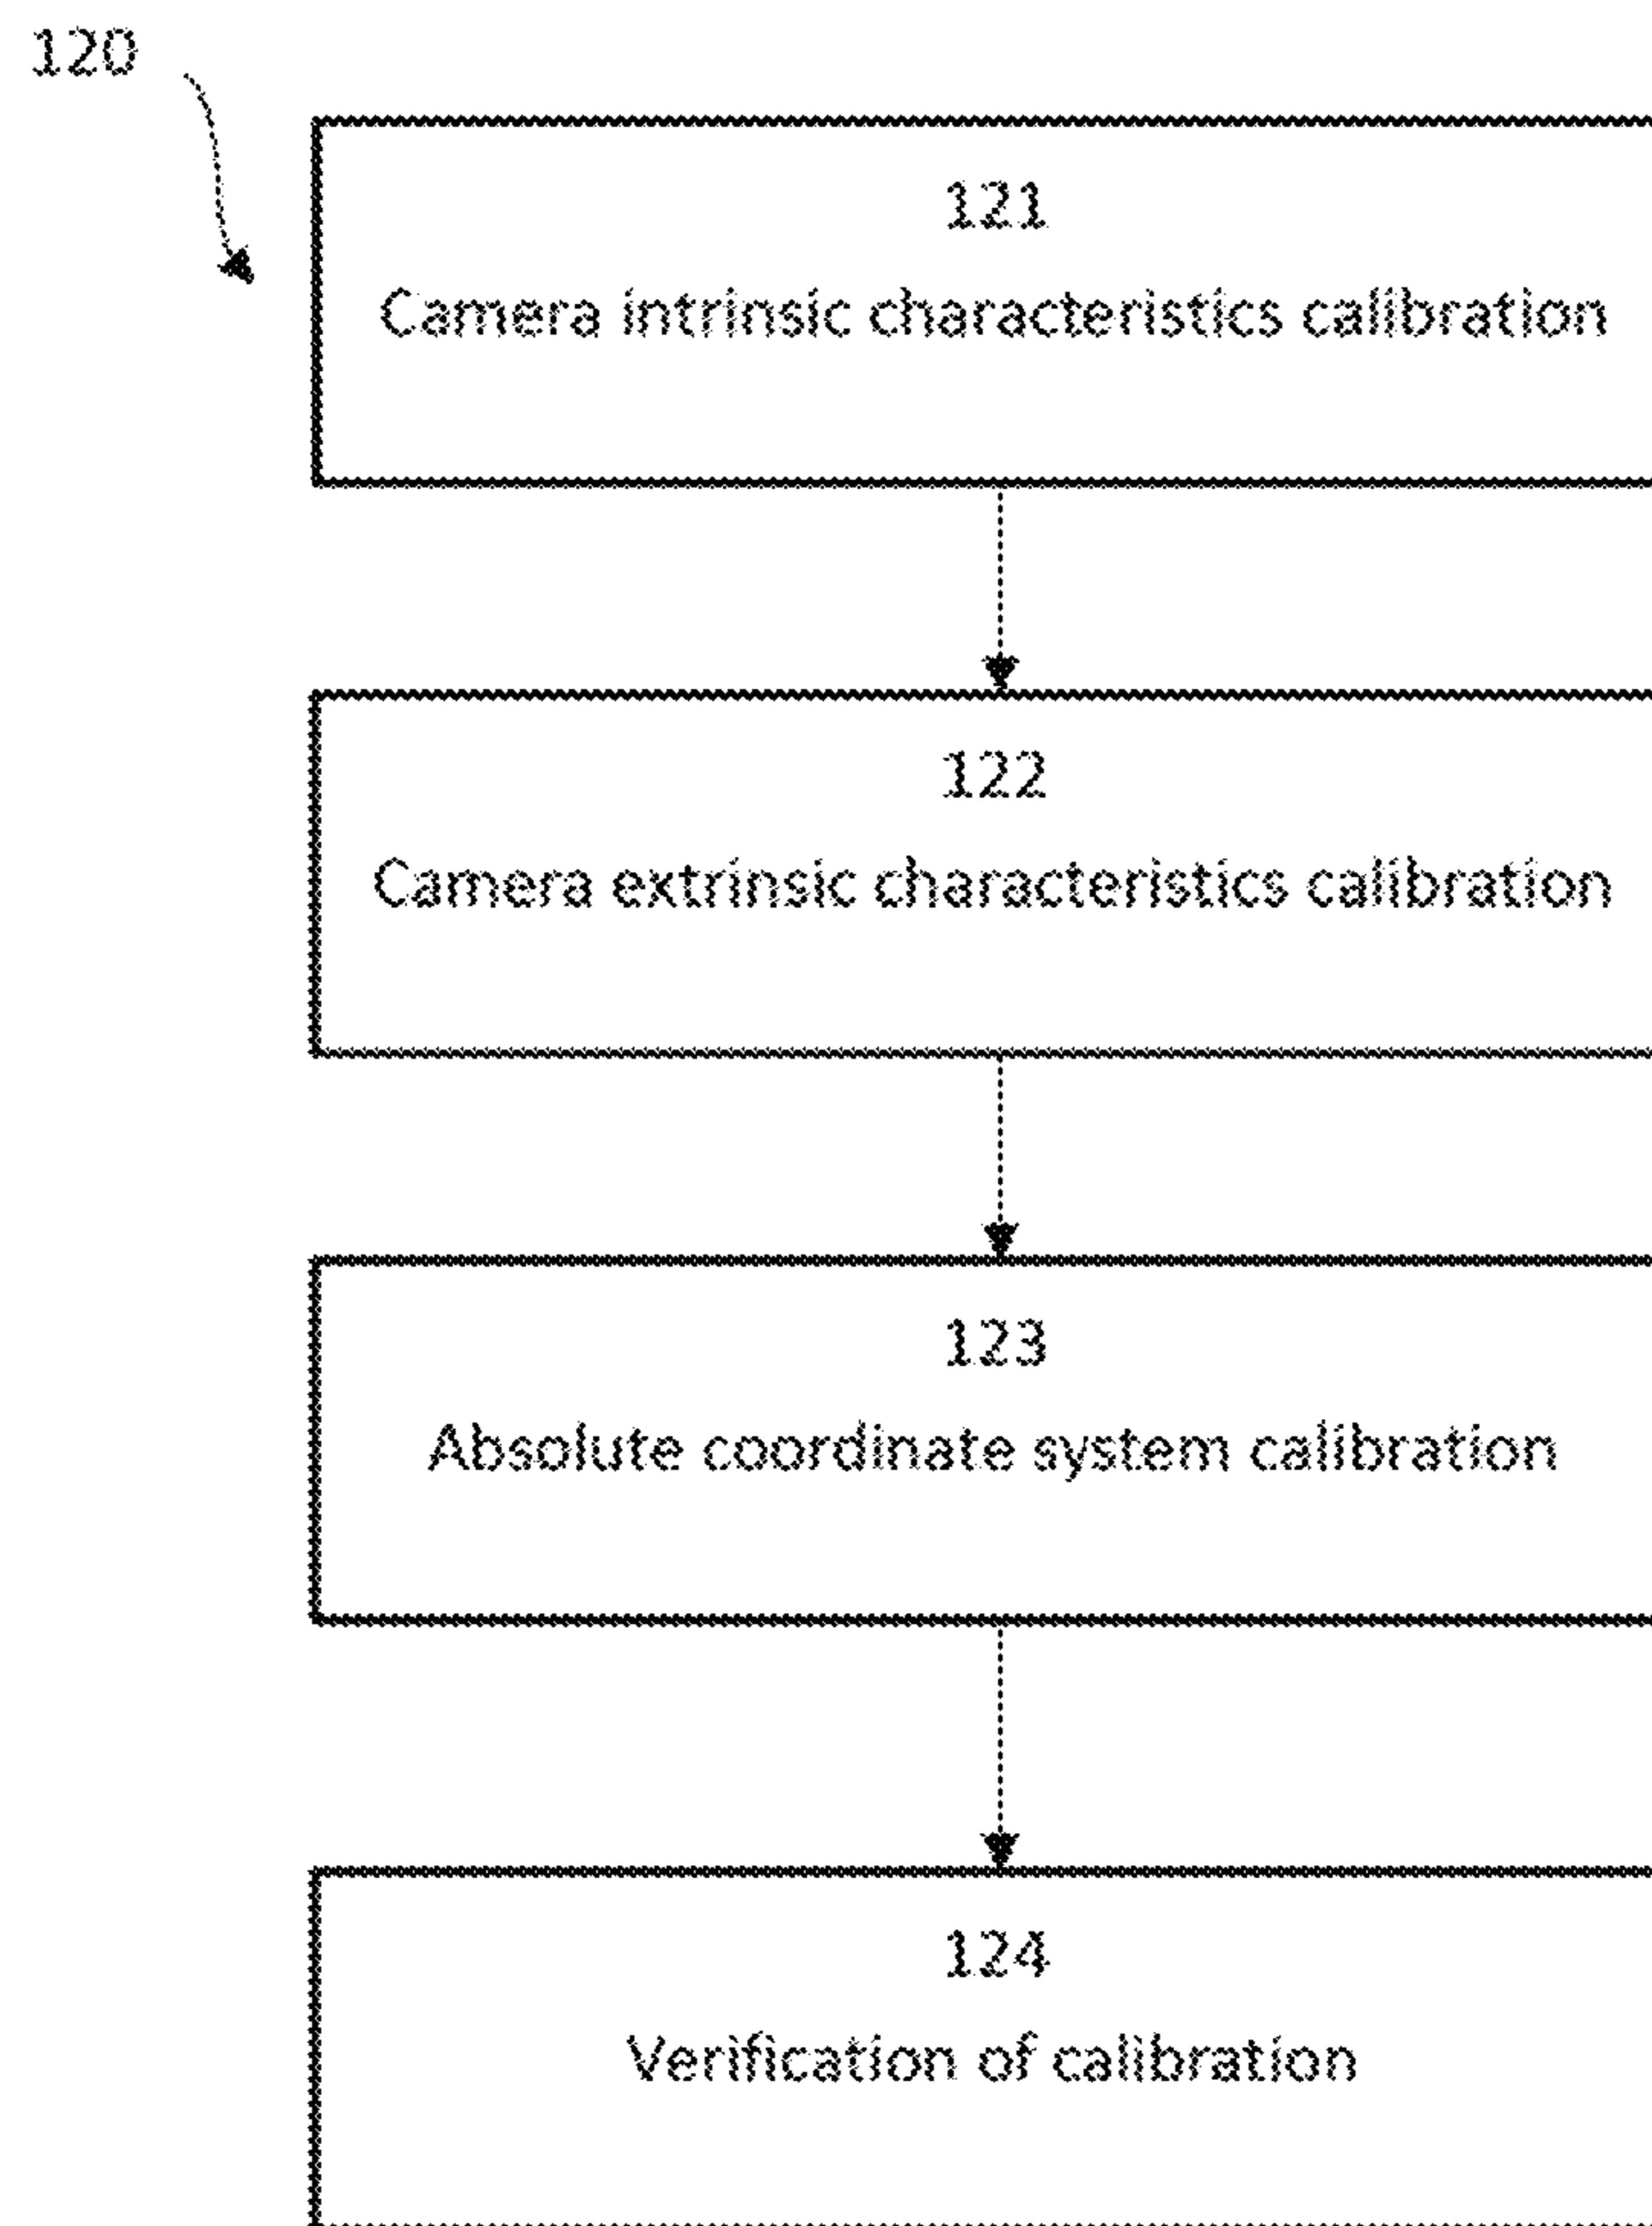 120
121
Camera intrinsic characteristics calibration
122
Camera extrinsic characteristics calibration
123
Absolute coordinate system calibration
124
Verification of calibration